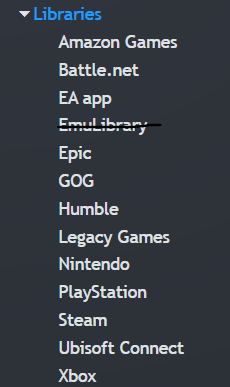 Libraries
Amazon Games
Battle.net
EA app
EmuLibrary
Epic
GOG
Humble
Legacy Games
Nintendo
PlayStation
Steam
Ubisoft Connect
Xbox